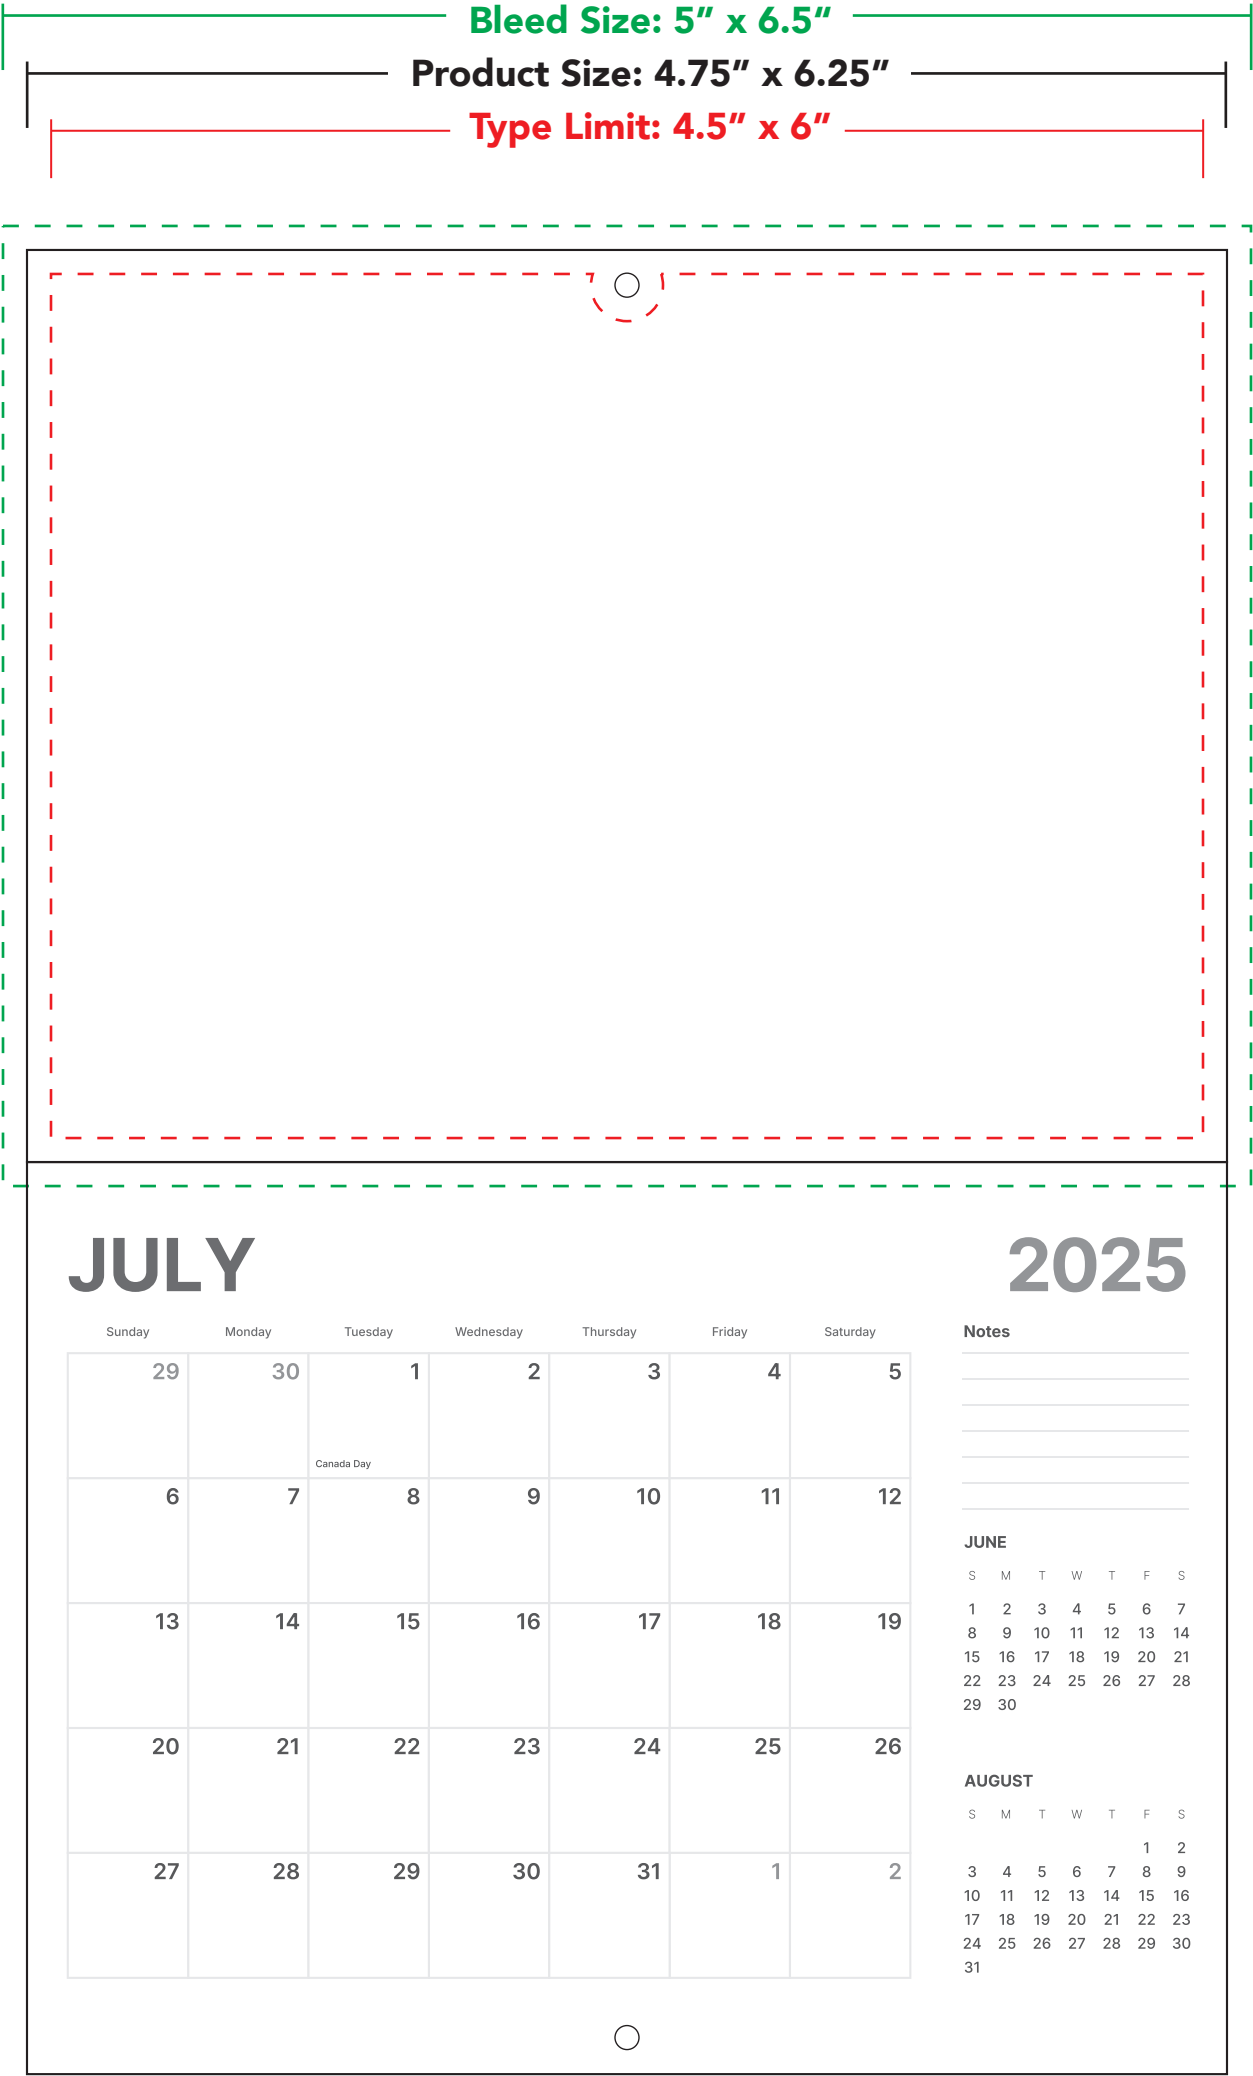 Bleed Size: 5” x 6.5”
Product Size: 4.75” x 6.25”
Type Limit: 4.5” x 6”
JULY 2025
Sunday Monday Tuesday Wednesday Thursday Friday Saturday
29 30 1 2 3 4 5
Canada Day
6 7 8 9 10 11 12
13 14 15 16 17 18 19
20 21 22 23 24 25 26
27 28 29 30 31 1 2
Notes
JUNE
S M T W T F S
1 2 3 4 5 6 7
8 9 10 11 12 13 14
15 16 17 18 19 20 21
22 23 24 25 26 27 28
29 30
AUGUST
S M T W T F S
1 2
3 4 5 6 7 8 9
10 11 12 13 14 15 16
17 18 19 20 21 22 23
24 25 26 27 28 29 30
31